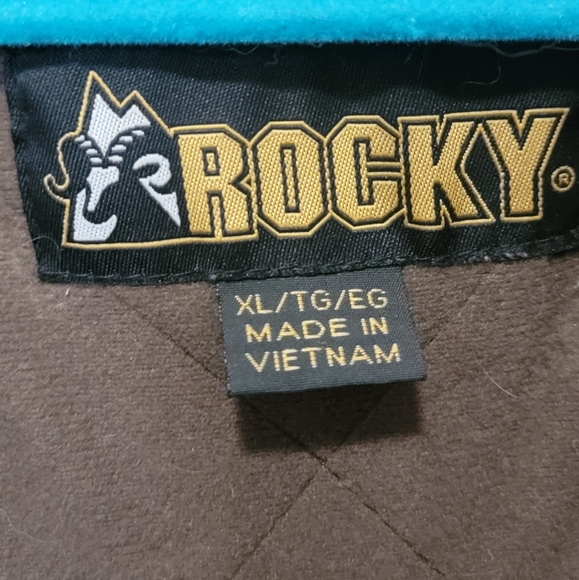 ROCKY®
XL/TG/EG
MADE IN
VIETNAM